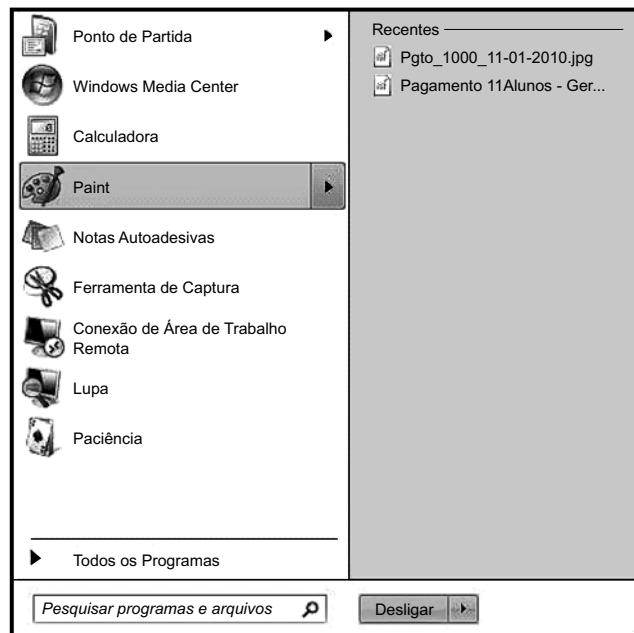 Ponto de Partida
Windows Media Center
Calculadora
Paint
Notas Autoadesivas
Ferramenta de Captura
Conexão de Área de Trabalho
Remota
Lupa
Paciência
Todos os Programas
Pesquisar programas e arquivos
Recentes
Pgto_1000_11-01-2010.jpg
Pagamento 11Alunos - Ger...
Desligar